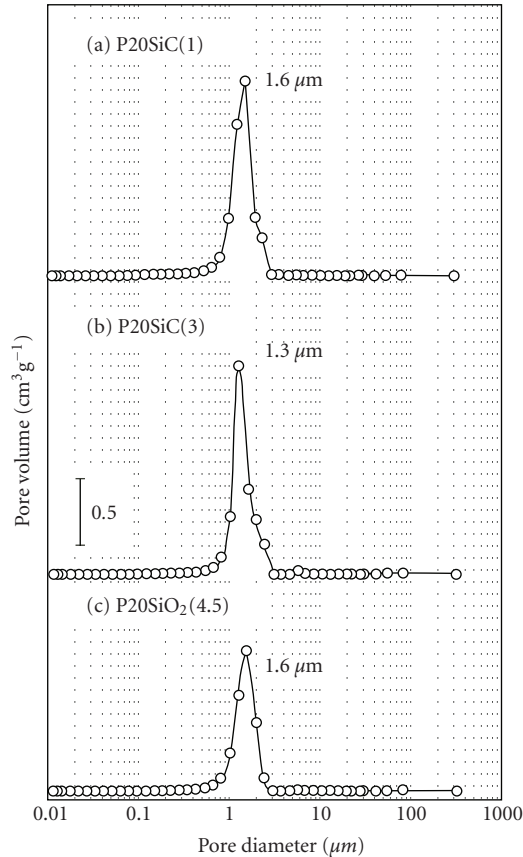 (a) P20SiC(1)
1.6 μm
(b) P20SiC(3)
1.3 μm
0.5
(c) P20SiO₂(4.5)
1.6 μm
Pore volume (cm³g⁻¹)
0.01 0.1 1 10 100 1000
Pore diameter (μm)